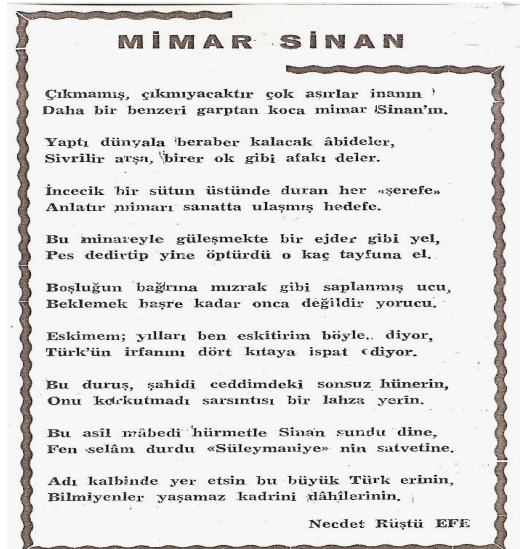 MİMAR SİNAN
Çıkmamış, çıkmıyacaktır çok asırlar inanın !
Daha bir benzeri garptan koca mimar Sinan'ın.
Yaptı dünyala beraber kalacak âbideler,
Sivrilir arşa, birer ok gibi afakı deler.
İncecik bir sütun üstünde duran her «şerefe»
Anlatır mimarı sanatta ulaşmış hedefe.
Bu minareyle güleşmekte bir ejder gibi yel,
Pes dedirtip yine öptürdü o kaç tayfuna el.
Boşluğun bağrına mızrak gibi saplanmış ucu,
Beklemek haşre kadar onca değildir yorucu.
Eskimem; yılları ben eskitirim böyle.. diyor,
Türk'ün irfanını dört kıtaya ispat ediyor.
Bu duruş, şahidi ceddimdeki sonsuz hünerin,
Onu korkutmadı sarsıntısı bir lahza yerin.
Bu asîl mâbedi hürmetle Sinan sundu dine,
Fen selâm durdu «Süleymaniye» nin satvetine.
Adı kalbinde yer etsin bu büyük Türk erinin,
Bilmiyenler yaşamaz kadrini dâhîlerinin.
Necdet Rüştü EFE